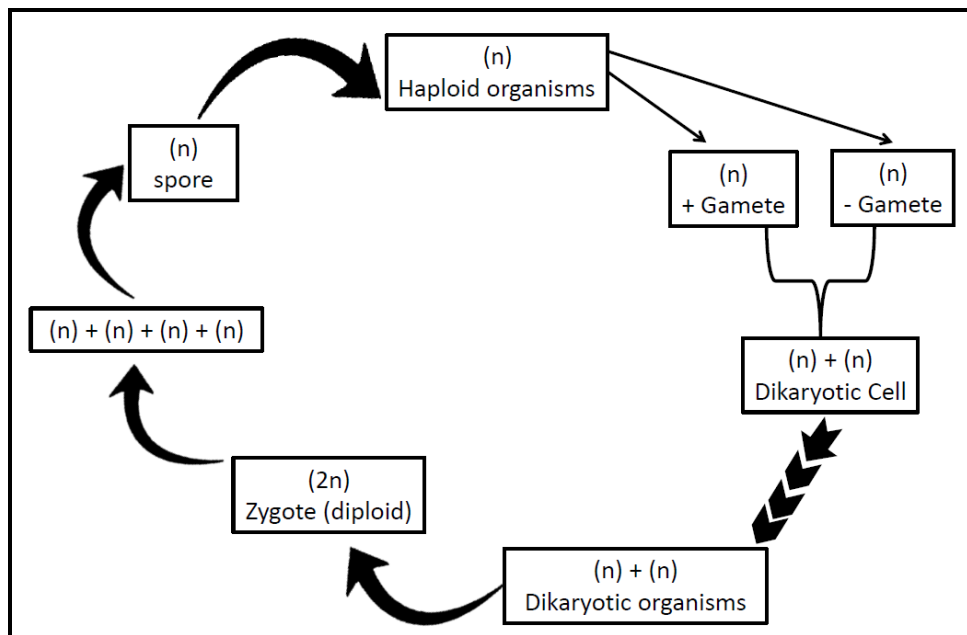 (n)
Haploid organisms
(n)
+ Gamete
(n)
- Gamete
(n) + (n)
Dikaryotic Cell
(n) + (n)
Dikaryotic organisms
(2n)
Zygote (diploid)
(n) + (n) + (n) + (n)
(n)
spore